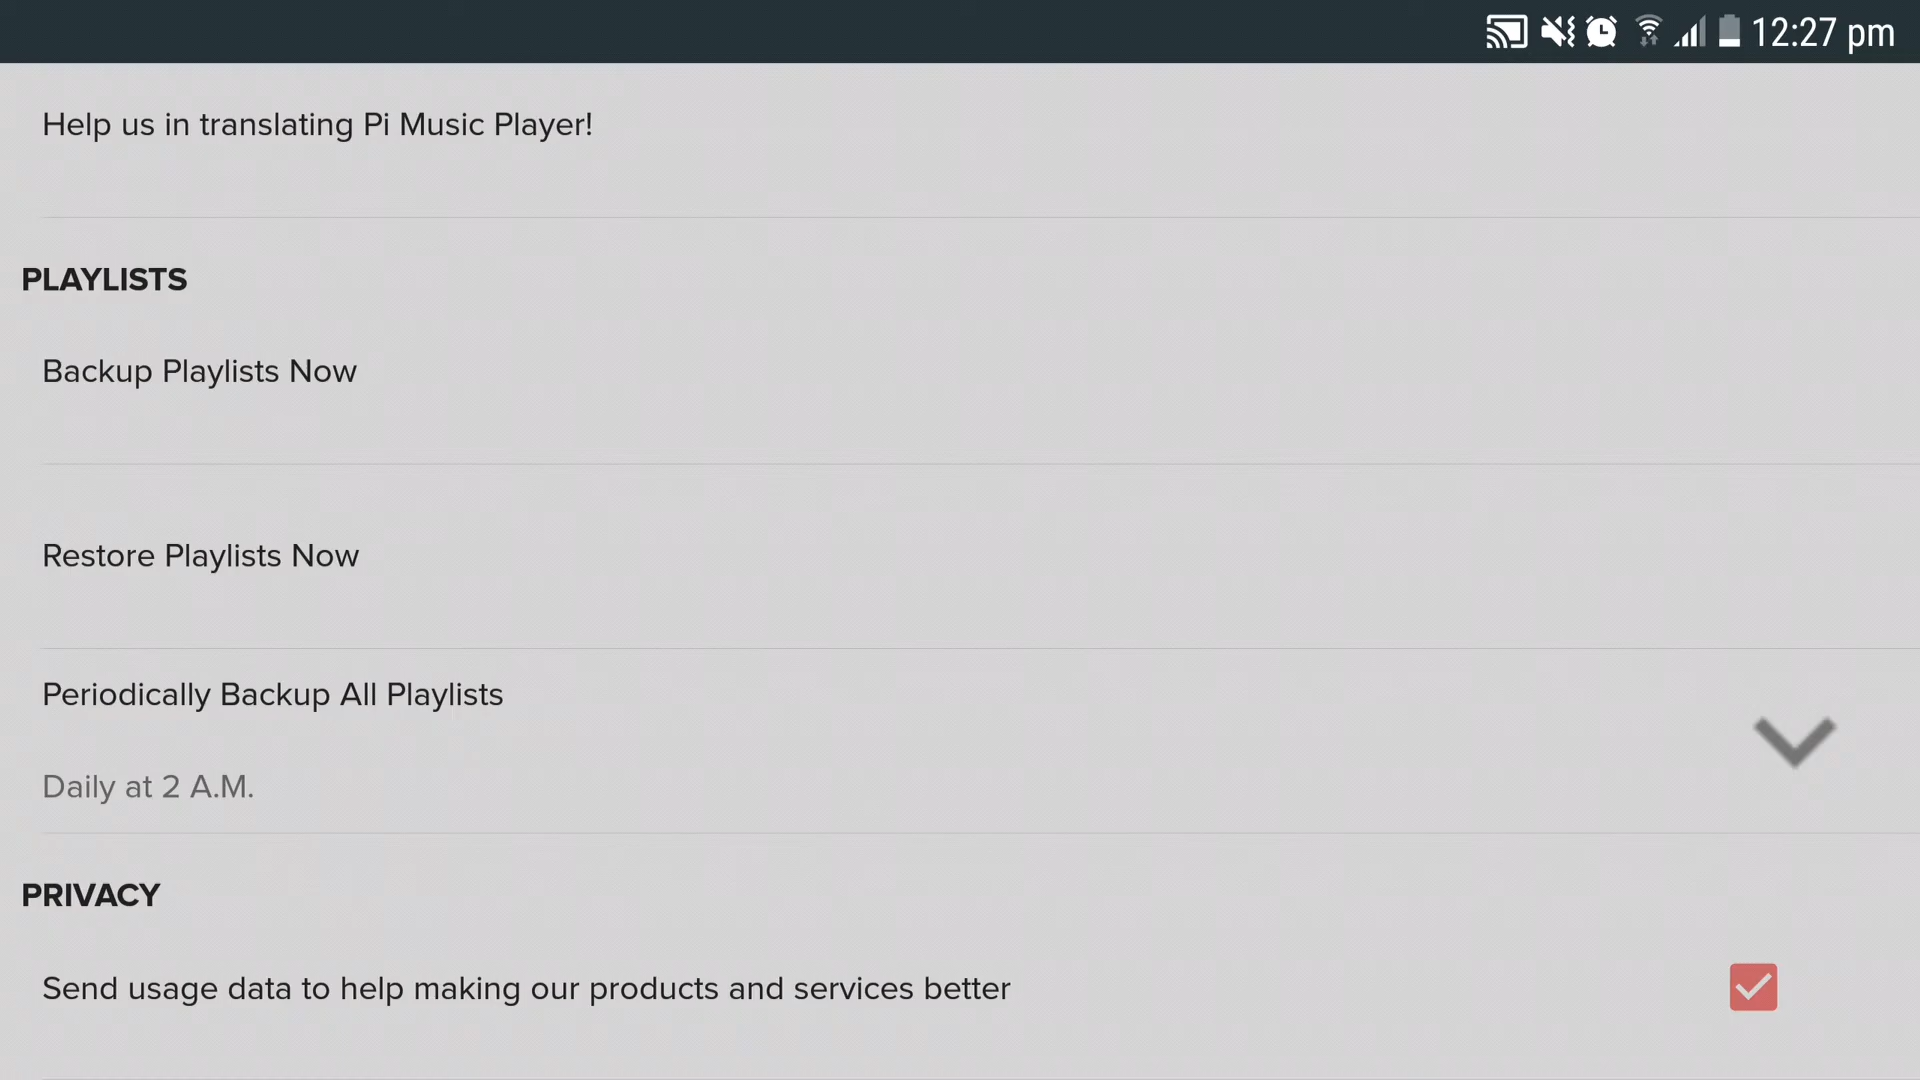 12:27 pm
Help us in translating Pi Music Player!
PLAYLISTS
Backup Playlists Now
Restore Playlists Now
Periodically Backup All Playlists
Daily at 2 A.M.
PRIVACY
Send usage data to help making our products and services better